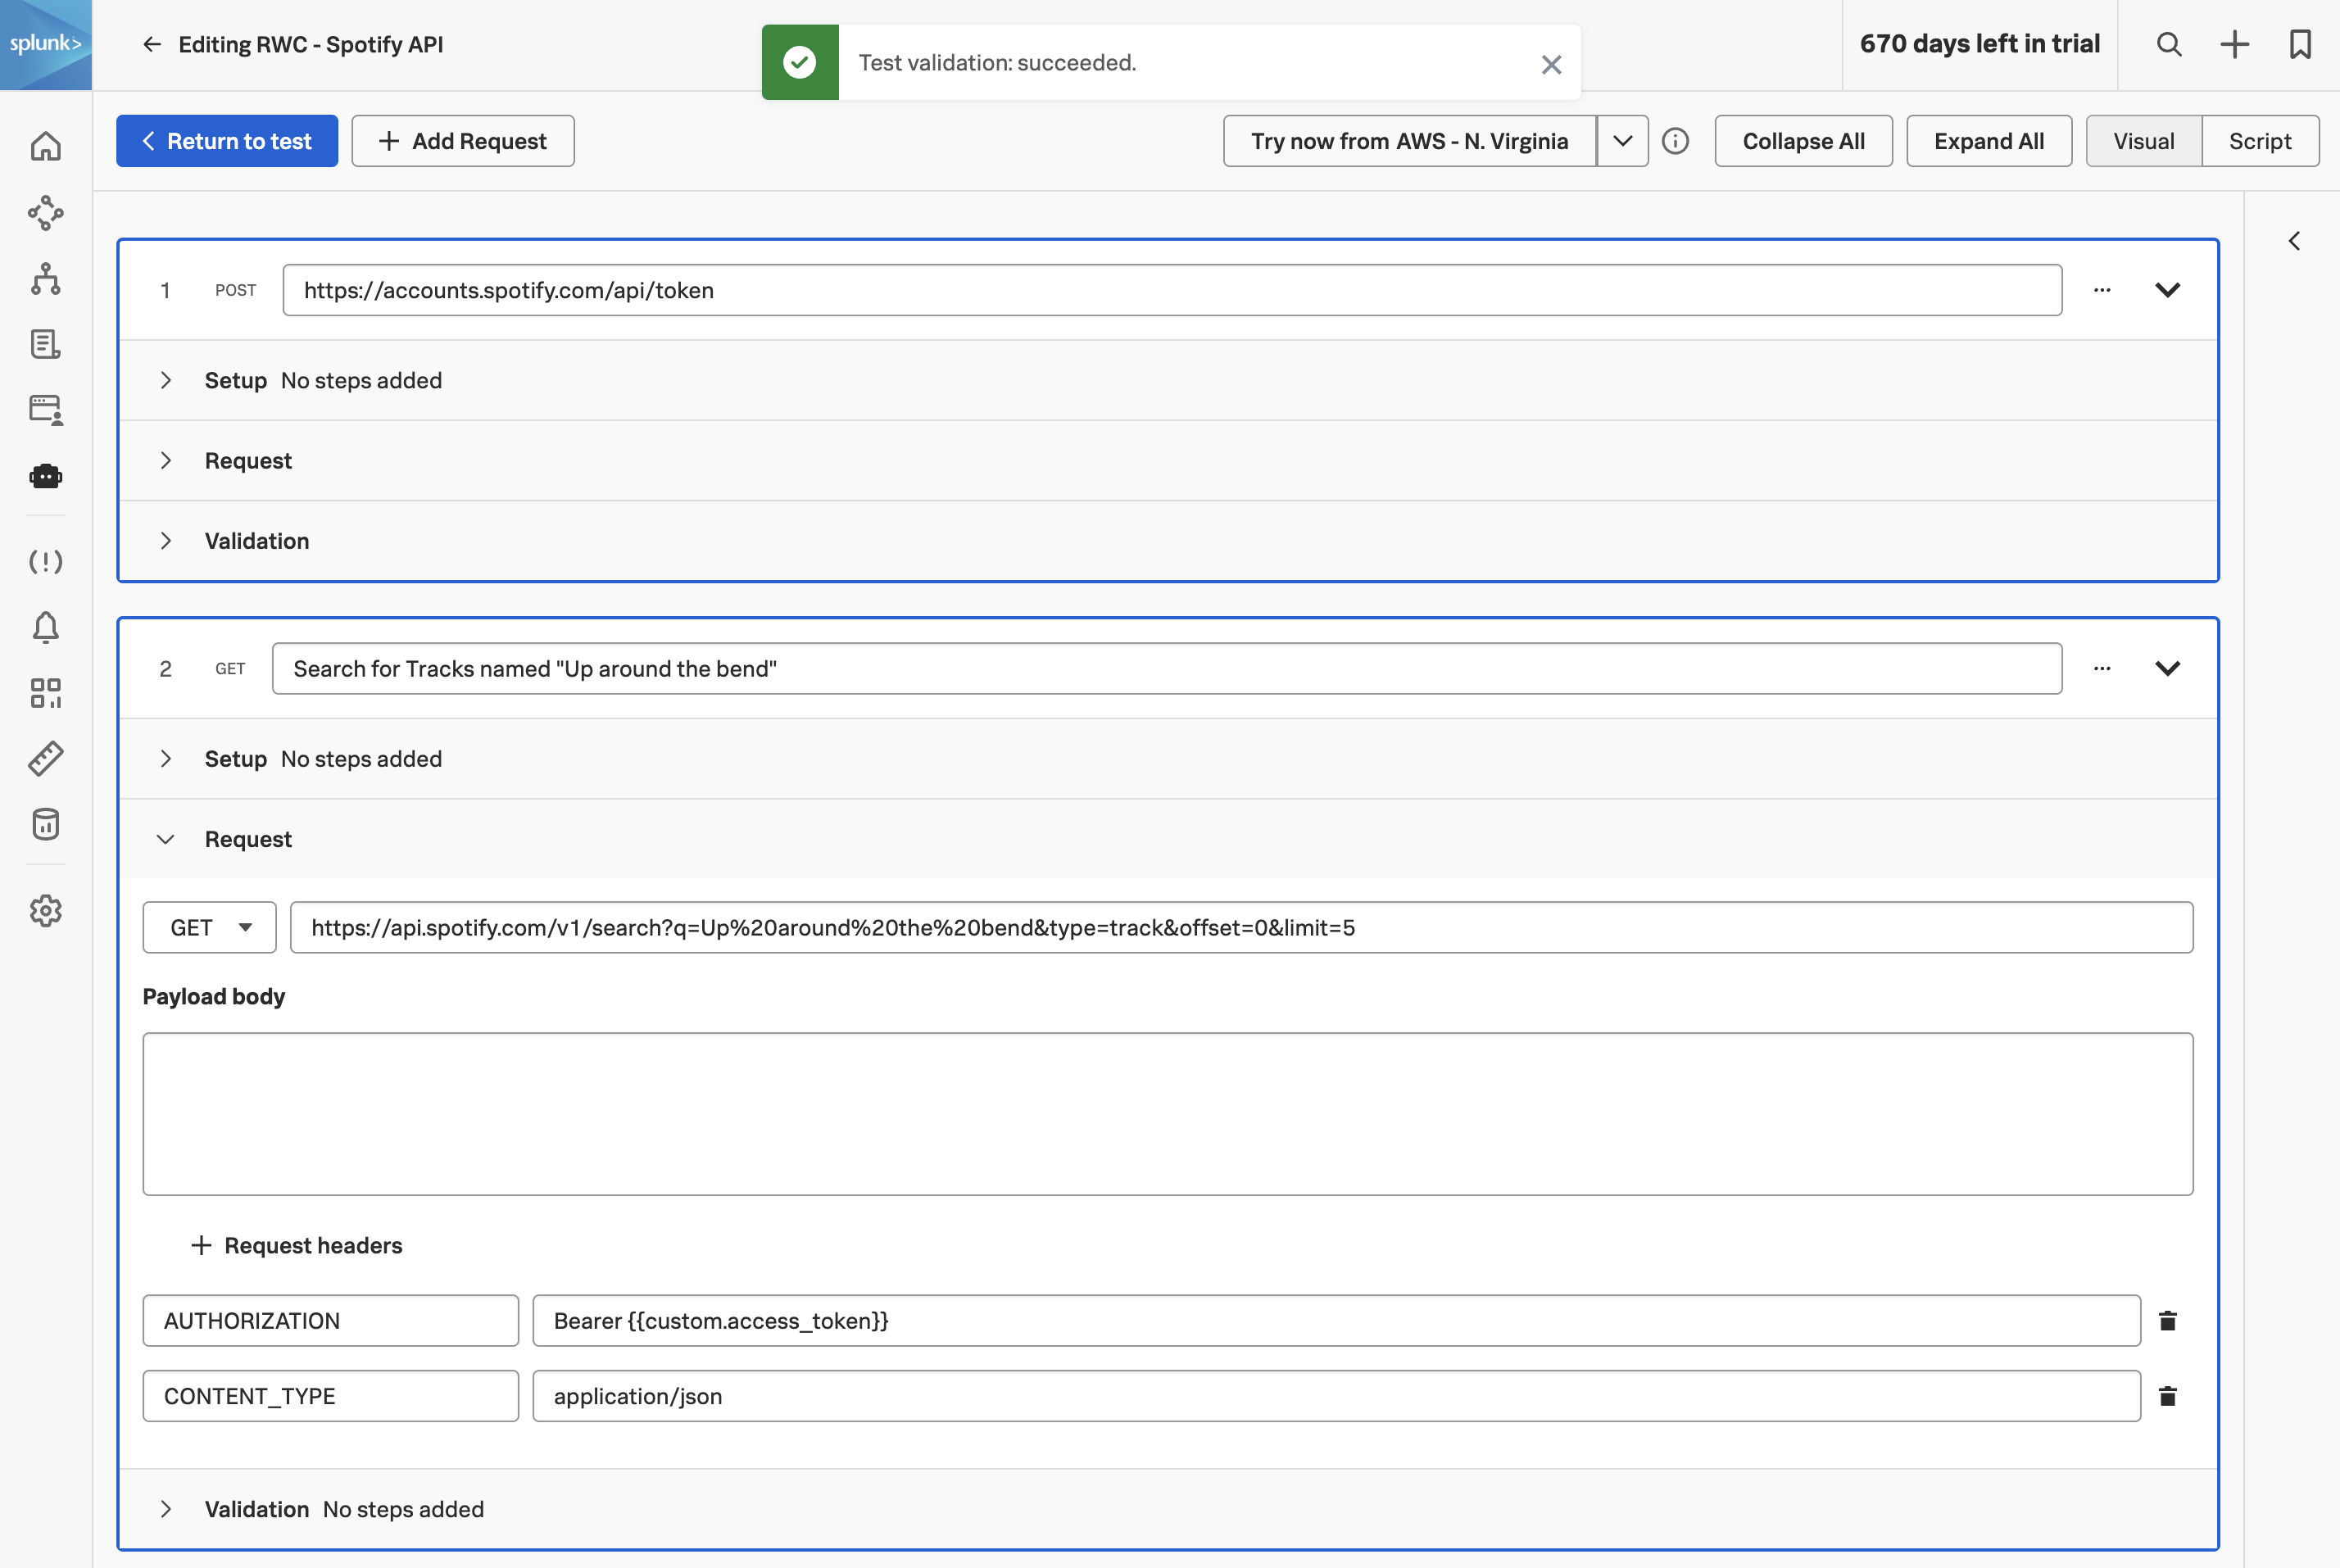 splunk>
Editing RWC - Spotify API
Test validation: succeeded.
670 days left in trial
Return to test
Add Request
Try now from AWS - N. Virginia
Collapse All
Expand All
Visual
Script
1 POST https://accounts.spotify.com/api/token
Setup No steps added
Request
Validation
2 GET Search for Tracks named "Up around the bend"
Setup No steps added
Request
GET https://api.spotify.com/v1/search?q=Up%20around%20the%20bend&type=track&offset=0&limit=5
Payload body
Request headers
AUTHORIZATION Bearer {{custom.access_token}}
CONTENT_TYPE application/json
Validation No steps added